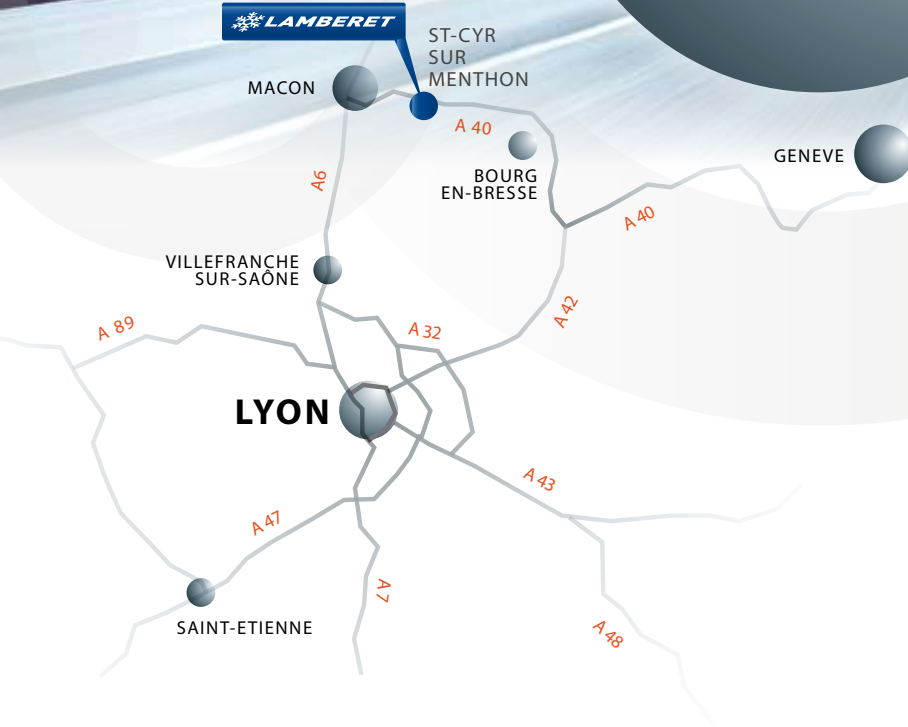 LAMBERET
ST-CYR
SUR
MENTHON
MACON
A 40
BOURG
EN-BRESSE
GENEVE
A6
A 40
VILLEFRANCHE
SUR-SAÔNE
A 42
A 89
A 32
LYON
A 43
A 47
A 7
SAINT-ETIENNE
A 48